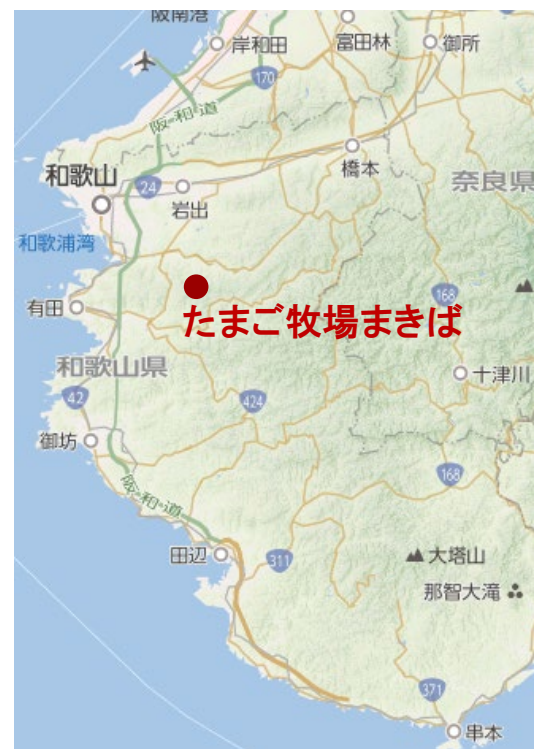 阪南港
岸和田
富田林
御所
170
阪和道
和歌山
24
岩出
橋本
奈良県
和歌浦湾
168
有田
たまご牧場まきば
和歌山県
42
424
十津川
御坊
168
阪和道
田辺
311
大塔山
那智大滝
371
串本